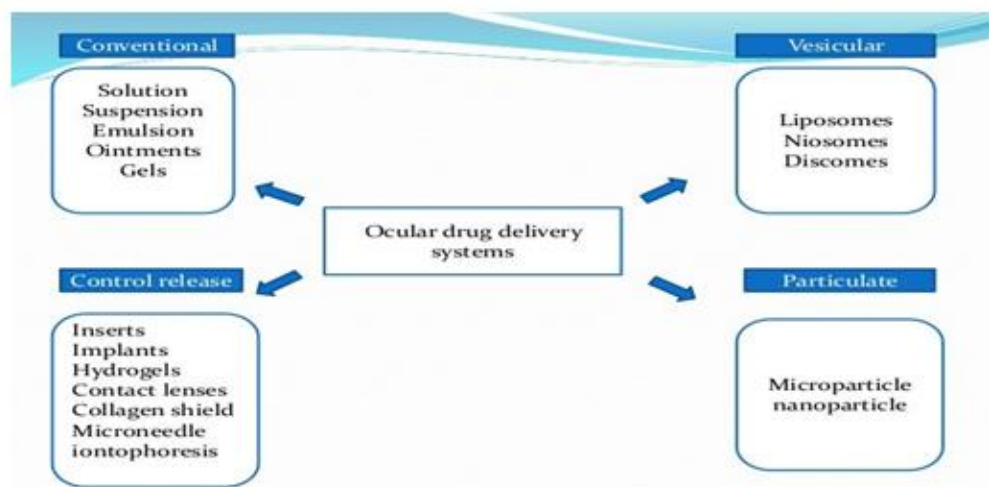 Conventional
Solution
Suspension
Emulsion
Ointments
Gels
Vesicular
Liposomes
Niosomes
Discomes
Ocular drug delivery
systems
Control release
Inserts
Implants
Hydrogels
Contact lenses
Collagen shield
Microneedle
iontophoresis
Particulate
Microparticle
nanoparticle